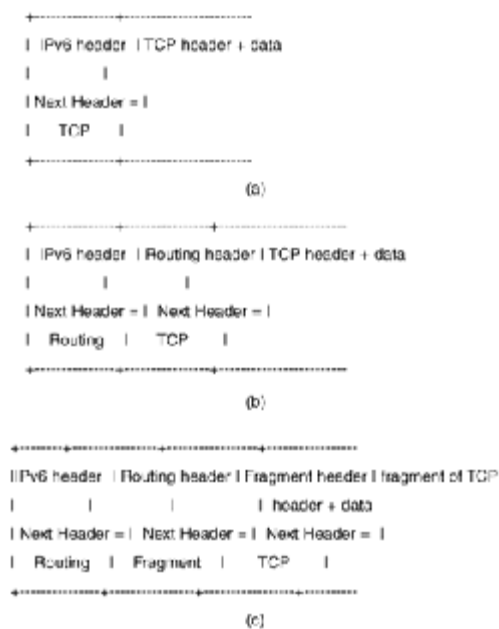 | IPv6 header | TCP header + data
| |
| Next Header = |
| TCP |
(a)
| IPv6 header | Routing header | TCP header + data
| | |
| Next Header = | Next Header = |
| Routing | TCP |
(b)
| IPv6 header | Routing header | Fragment header | fragment of TCP
| | | | header + data
| Next Header = | Next Header = | Next Header = |
| Routing | Fragment | TCP |
(c)